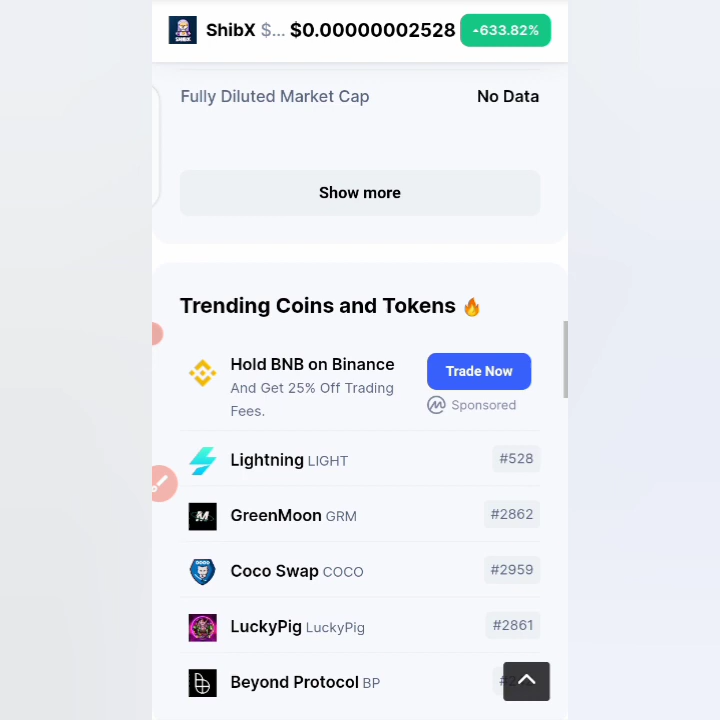 ShibX $... $0.00000002528 633.82%
Fully Diluted Market Cap No Data
Show more
Trending Coins and Tokens
Hold BNB on Binance Trade Now
And Get 25% Off Trading
Fees. Sponsored
Lightning LIGHT #528
GreenMoon GRM #2862
Coco Swap COCO #2959
LuckyPig LuckyPig #2861
Beyond Protocol BP